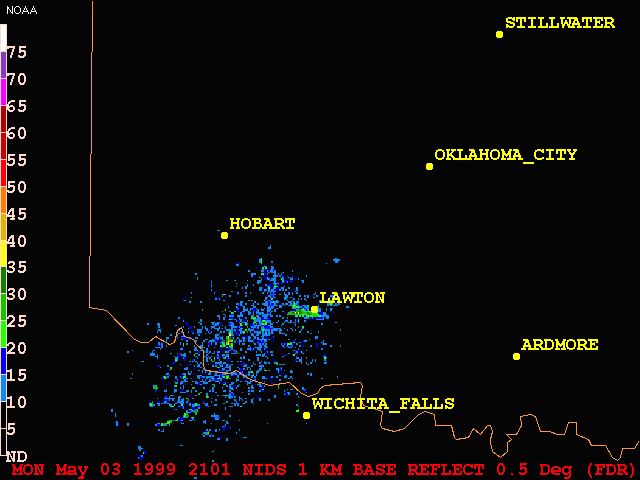 NOAA
STILLWATER
75
70
65
60
OKLAHOMA_CITY
55
50
HOBART
45
40
35
LAWTON
30
25
ARDMORE
20
15
10
WICHITA_FALLS
5
ND
MON May 03 1999 2101 NIDS 1 KM BASE REFLECT 0.5 Deg (FDR)